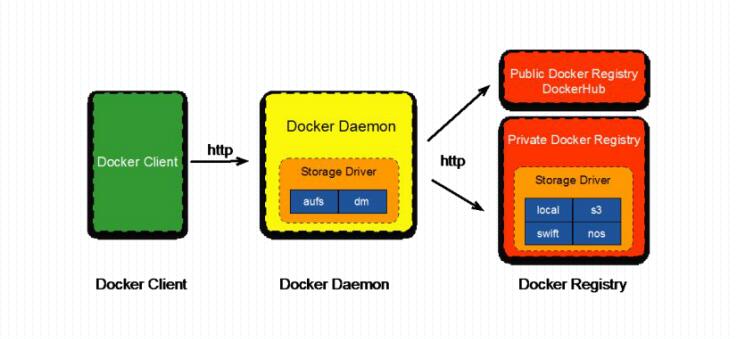 Public Docker Registry
DockerHub
Docker Client
http
Docker Daemon
Storage Driver
aufs
dm
http
Private Docker Registry
Storage Driver
local
s3
swift
nos
Docker Client
Docker Daemon
Docker Registry